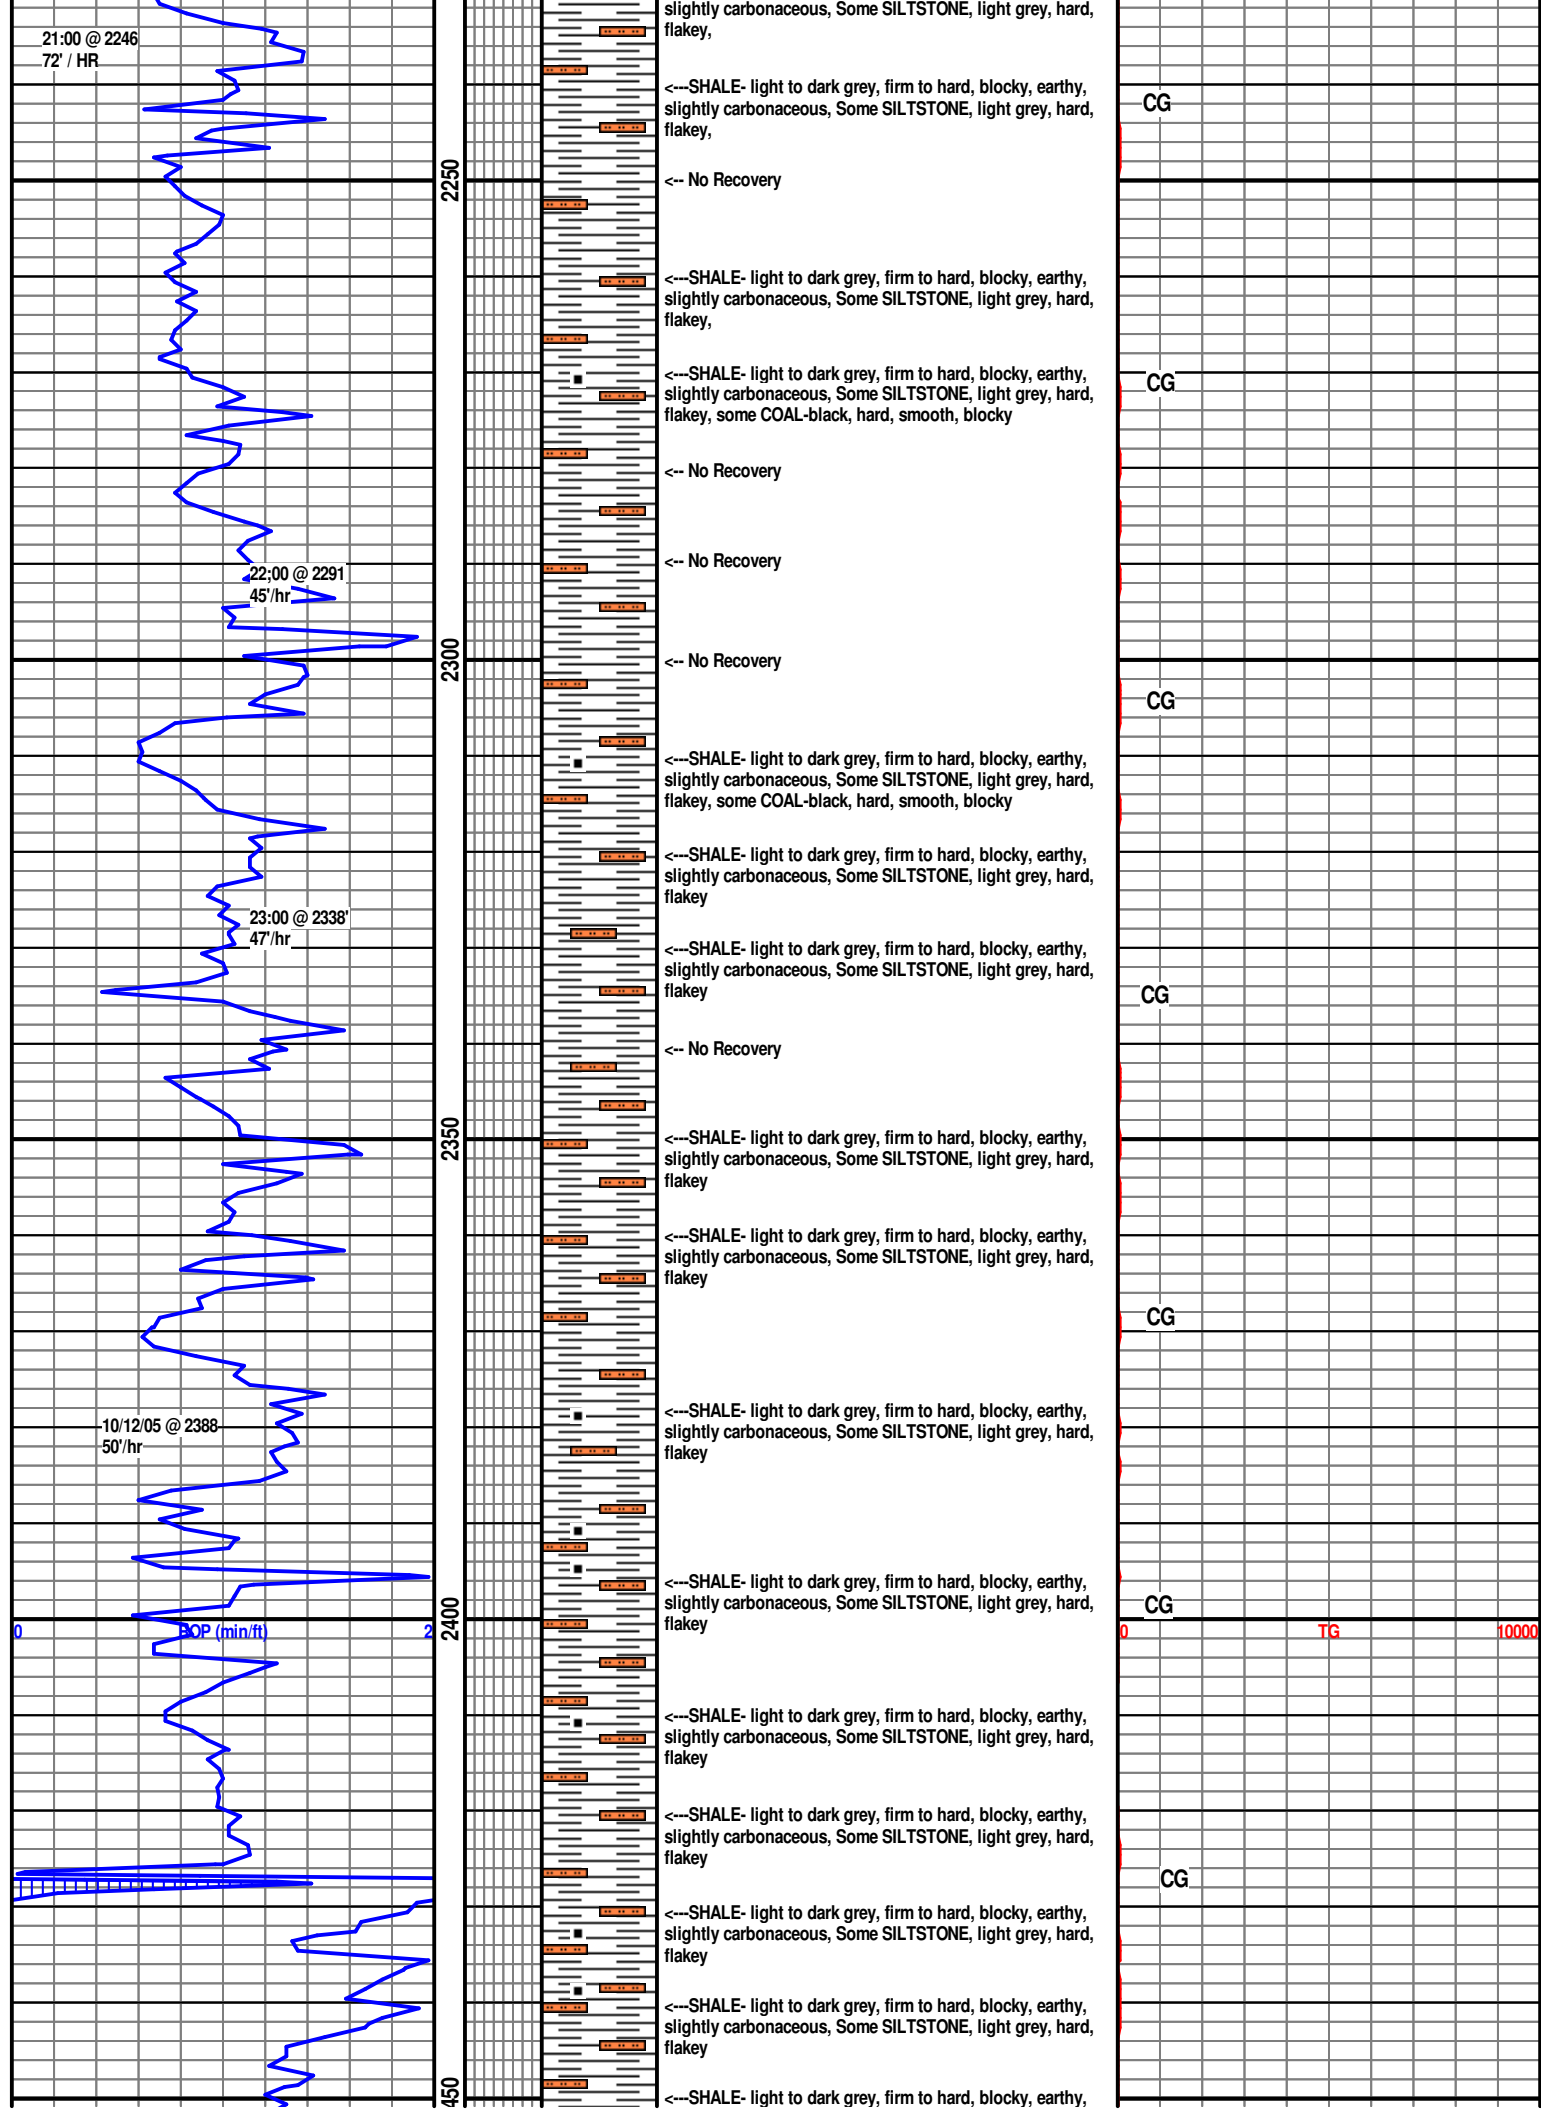 slightly carbonaceous, Some SILTSTONE, light grey, hard,
flakey,
21:00 @ 2246
72' / HR
<---SHALE- light to dark grey, firm to hard, blocky, earthy,
slightly carbonaceous, Some SILTSTONE, light grey, hard,
flakey,
CG
2250
<-- No Recovery
<---SHALE- light to dark grey, firm to hard, blocky, earthy,
slightly carbonaceous, Some SILTSTONE, light grey, hard,
flakey,
<---SHALE- light to dark grey, firm to hard, blocky, earthy,
slightly carbonaceous, Some SILTSTONE, light grey, hard,
flakey, some COAL-black, hard, smooth, blocky
CG
<-- No Recovery
<-- No Recovery
22;00 @ 2291
45'/hr
2300
<-- No Recovery
CG
<---SHALE- light to dark grey, firm to hard, blocky, earthy,
slightly carbonaceous, Some SILTSTONE, light grey, hard,
flakey, some COAL-black, hard, smooth, blocky
<---SHALE- light to dark grey, firm to hard, blocky, earthy,
slightly carbonaceous, Some SILTSTONE, light grey, hard,
flakey
23:00 @ 2338'
47'/hr
<---SHALE- light to dark grey, firm to hard, blocky, earthy,
slightly carbonaceous, Some SILTSTONE, light grey, hard,
flakey
CG
<-- No Recovery
2350
<---SHALE- light to dark grey, firm to hard, blocky, earthy,
slightly carbonaceous, Some SILTSTONE, light grey, hard,
flakey
<---SHALE- light to dark grey, firm to hard, blocky, earthy,
slightly carbonaceous, Some SILTSTONE, light grey, hard,
flakey
CG
10/12/05 @ 2388
50'/hr
<---SHALE- light to dark grey, firm to hard, blocky, earthy,
slightly carbonaceous, Some SILTSTONE, light grey, hard,
flakey
<---SHALE- light to dark grey, firm to hard, blocky, earthy,
slightly carbonaceous, Some SILTSTONE, light grey, hard,
flakey
CG
2400
0 ROP (min/ft) 2
0 TG 10000
<---SHALE- light to dark grey, firm to hard, blocky, earthy,
slightly carbonaceous, Some SILTSTONE, light grey, hard,
flakey
<---SHALE- light to dark grey, firm to hard, blocky, earthy,
slightly carbonaceous, Some SILTSTONE, light grey, hard,
flakey
CG
<---SHALE- light to dark grey, firm to hard, blocky, earthy,
slightly carbonaceous, Some SILTSTONE, light grey, hard,
flakey
<---SHALE- light to dark grey, firm to hard, blocky, earthy,
slightly carbonaceous, Some SILTSTONE, light grey, hard,
flakey
450
<---SHALE- light to dark grey, firm to hard, blocky, earthy,